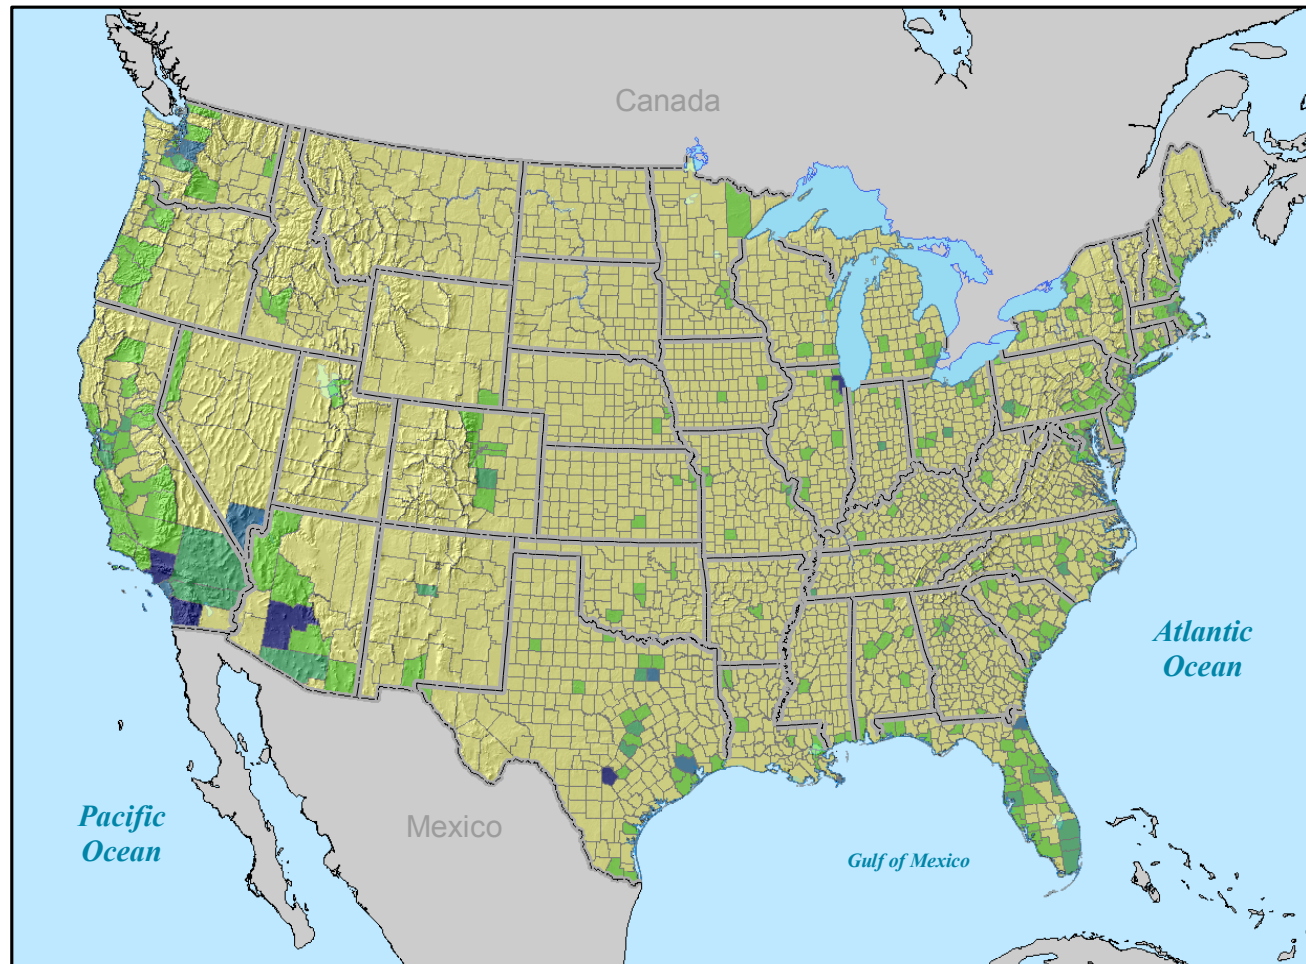 Canada
Atlantic
Ocean
Pacific
Ocean
Mexico
Gulf of Mexico